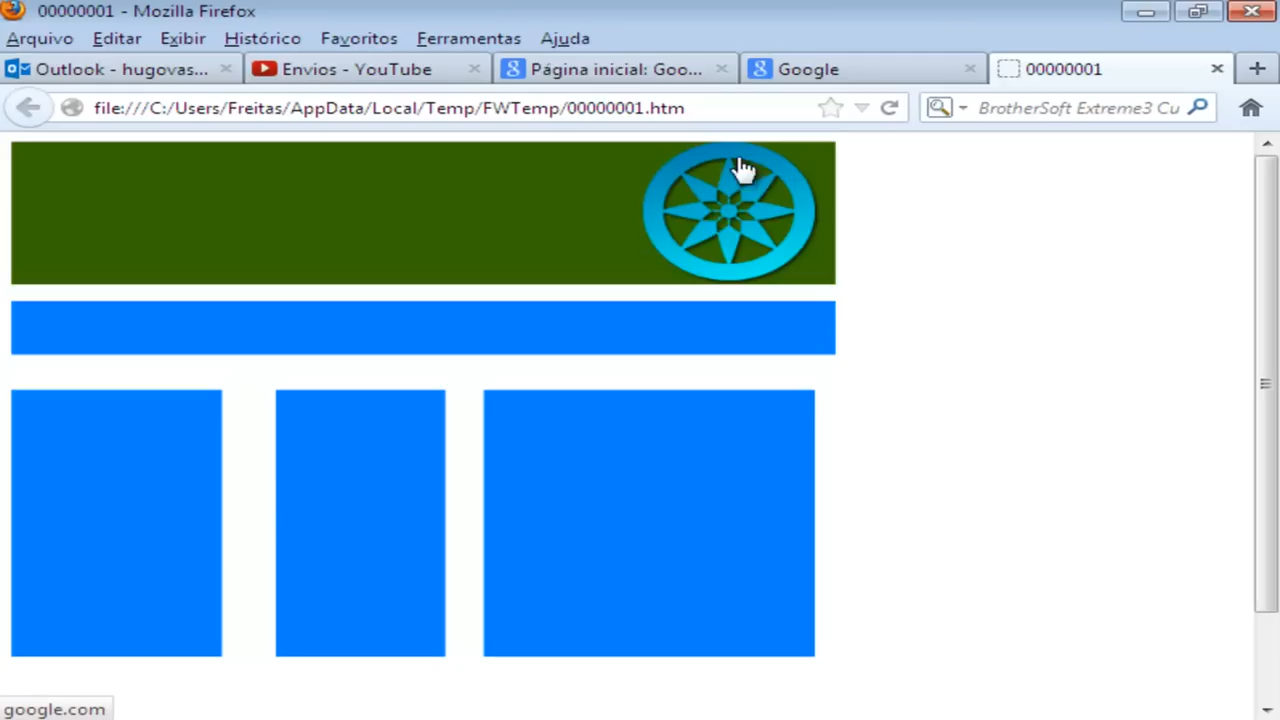 00000001 - Mozilla Firefox
Arquivo Editar Exibir Histórico Favoritos Ferramentas Ajuda
Outlook - hugovas... Envios - YouTube Página inicial: Goo... Google 00000001
file:///C:/Users/Freitas/AppData/Local/Temp/FWTemp/00000001.htm BrotherSoft Extreme3 Cu
google.com